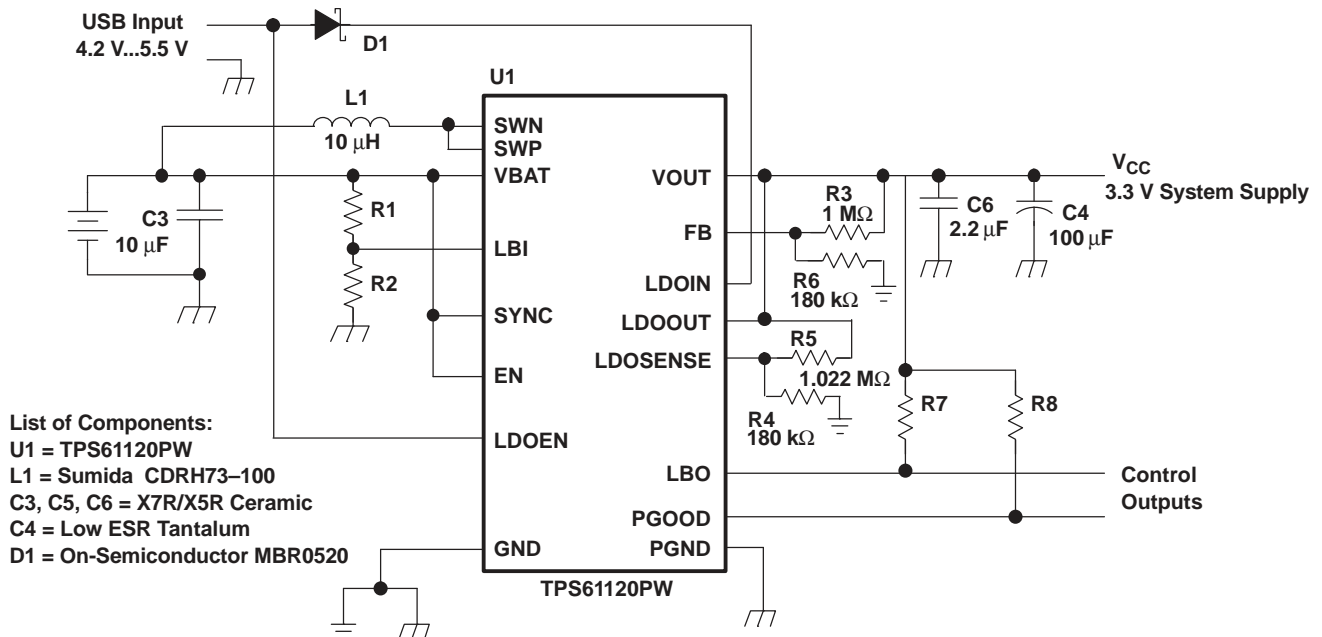 USB Input
4.2 V...5.5 V
D1
U1
L1
10 μH
SWN
SWP
VBAT
VOUT
VCC
3.3 V System Supply
C3
10 μF
R1
R2
LBI
FB
R3
1 MΩ
C6
2.2 μF
C4
100 μF
LDOIN
R6
180 kΩ
SYNC
LDOOUT
LDOSENSE
R5
1.022 MΩ
EN
R4
180 kΩ
R7
R8
LDOEN
LBO
Control
Outputs
PGOOD
GND
PGND
TPS61120PW
List of Components:
U1 = TPS61120PW
L1 = Sumida CDRH73–100
C3, C5, C6 = X7R/X5R Ceramic
C4 = Low ESR Tantalum
D1 = On-Semiconductor MBR0520